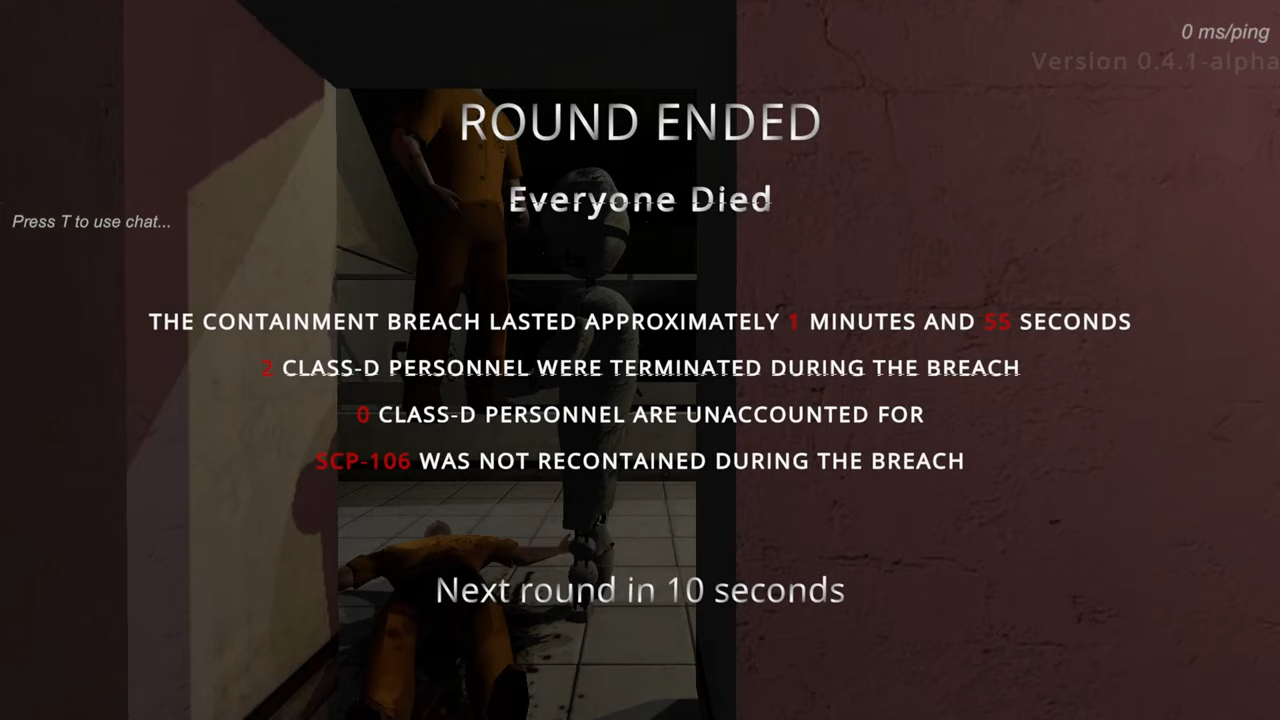 0 ms/ping
Version 0.4.1-alpha
ROUND ENDED
Everyone Died
Press T to use chat...
THE CONTAINMENT BREACH LASTED APPROXIMATELY 1 MINUTES AND 55 SECONDS
2 CLASS-D PERSONNEL WERE TERMINATED DURING THE BREACH
0 CLASS-D PERSONNEL ARE UNACCOUNTED FOR
SCP-106 WAS NOT RECONTAINED DURING THE BREACH
Next round in 10 seconds